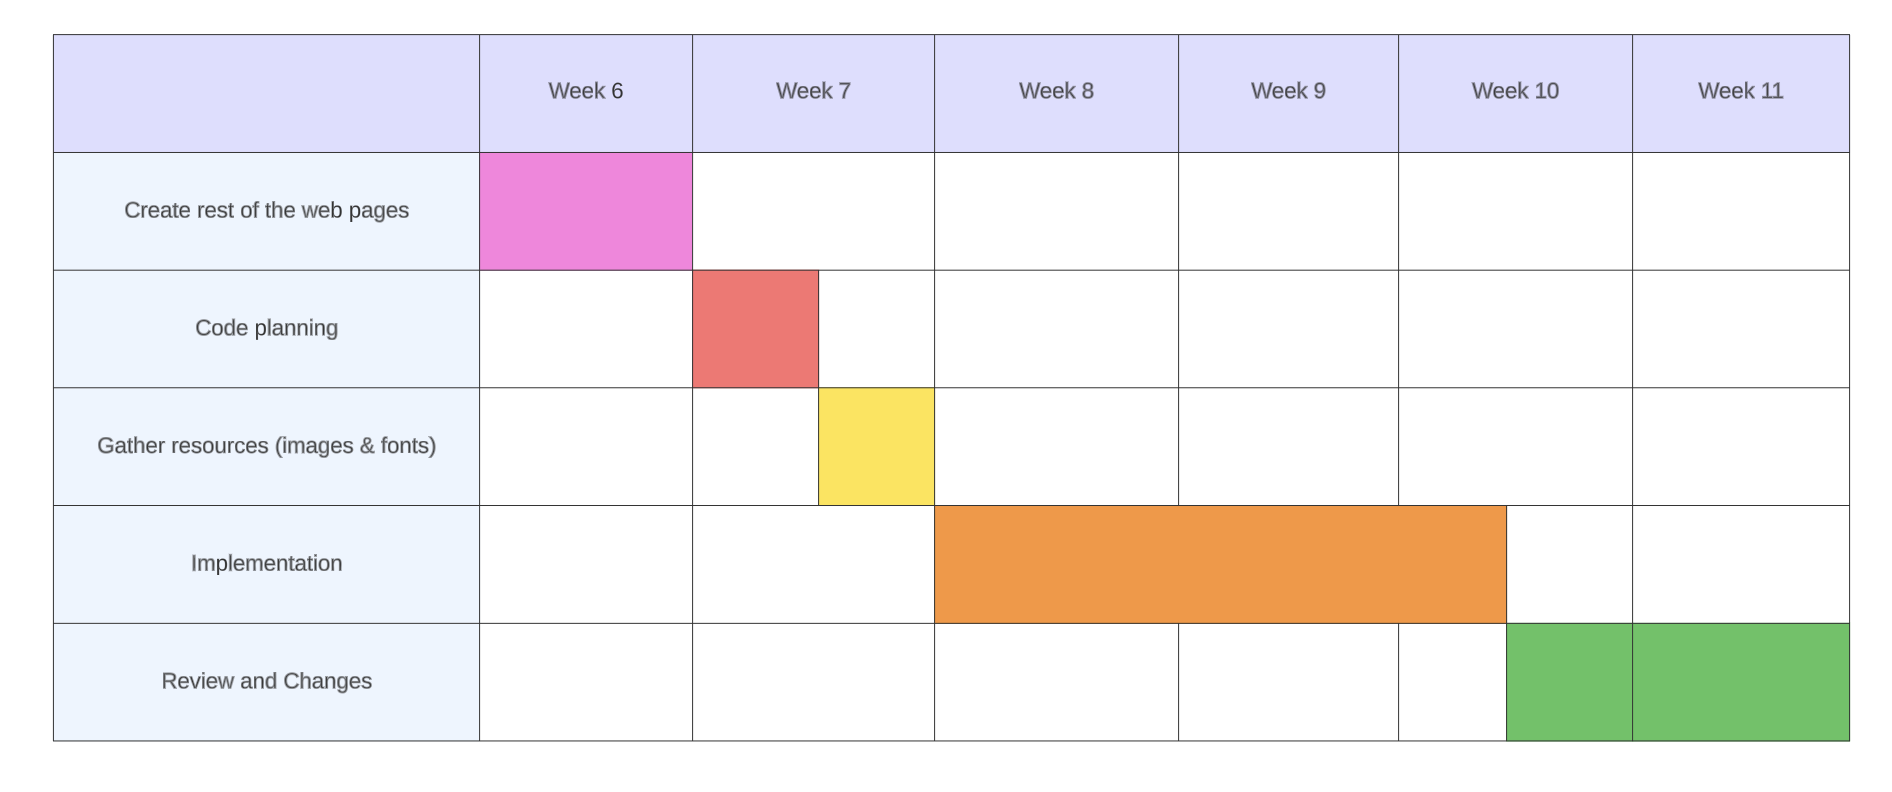 Week 6
Week 7
Week 8
Week 9
Week 10
Week 11
Create rest of the web pages
Code planning
Gather resources (images & fonts)
Implementation
Review and Changes